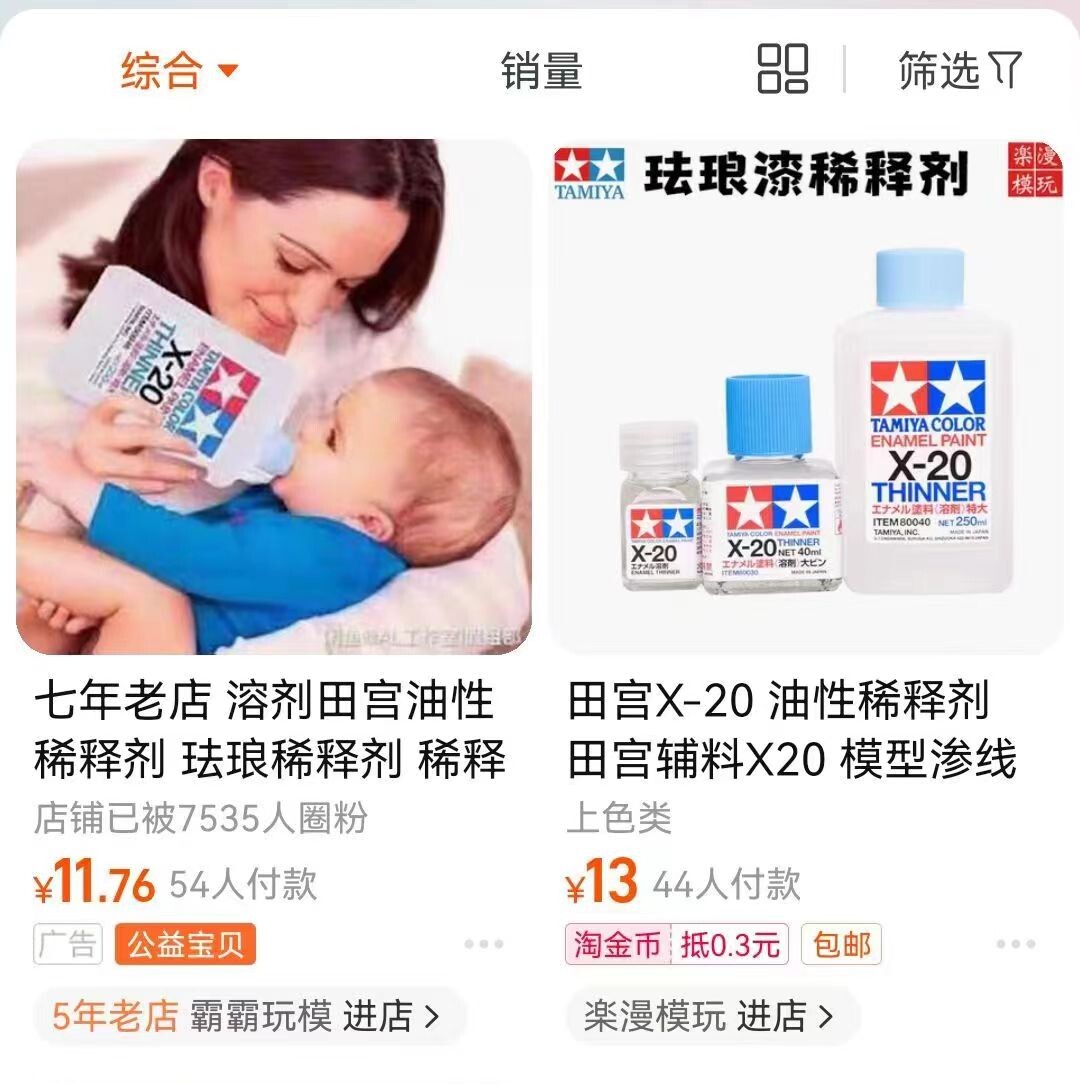 综合
销量
筛选
TAMIYA COLOR
ENAMEL PAINT
X-20
THINNER
TAMIYA
珐琅漆稀释剂
楽漫
模玩
X-20
エナメル溶剤
ENAMEL THINNER
TAMIYA COLOR ENAMEL PAINT
X-20 THINNER
NET 40ml
エナメル塗料(溶剤)大ビン
ITEM80030
MADE IN JAPAN
TAMIYA COLOR
ENAMEL PAINT
X-20
THINNER
エナメル塗料(溶剤)特大
ITEM80040 NET 250ml
TAMIYA, INC. MADE IN JAPAN
七年老店 溶剂田宫油性
稀释剂 珐琅稀释剂 稀释
店铺已被7535人圈粉
¥11.76 54人付款
广告 公益宝贝
5年老店 霸霸玩模 进店
田宫X-20 油性稀释剂
田宫辅料X20 模型渗线
上色类
¥13 44人付款
淘金币 抵0.3元 包邮
楽漫模玩 进店